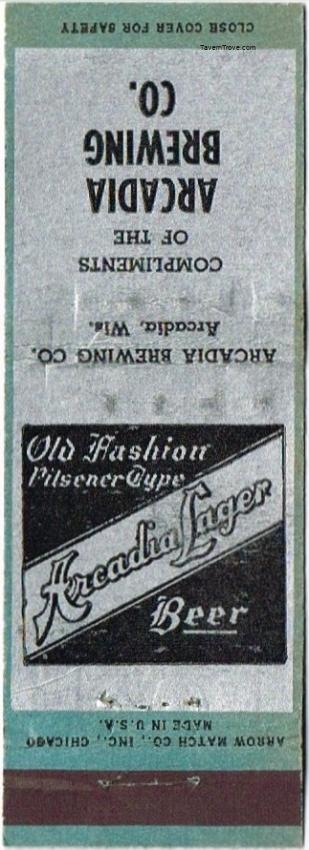 CLOSE COVER FOR SAFETY
TavernTrove.com
COMPLIMENTS
OF THE
ARCADIA
BREWING
CO.
ARCADIA BREWING CO.
Arcadia, Wis.
Old Fashion
Pilsener Type
Arcadia Lager
Beer
ARROW MATCH CO., INC., CHICAGO
MADE IN U.S.A.